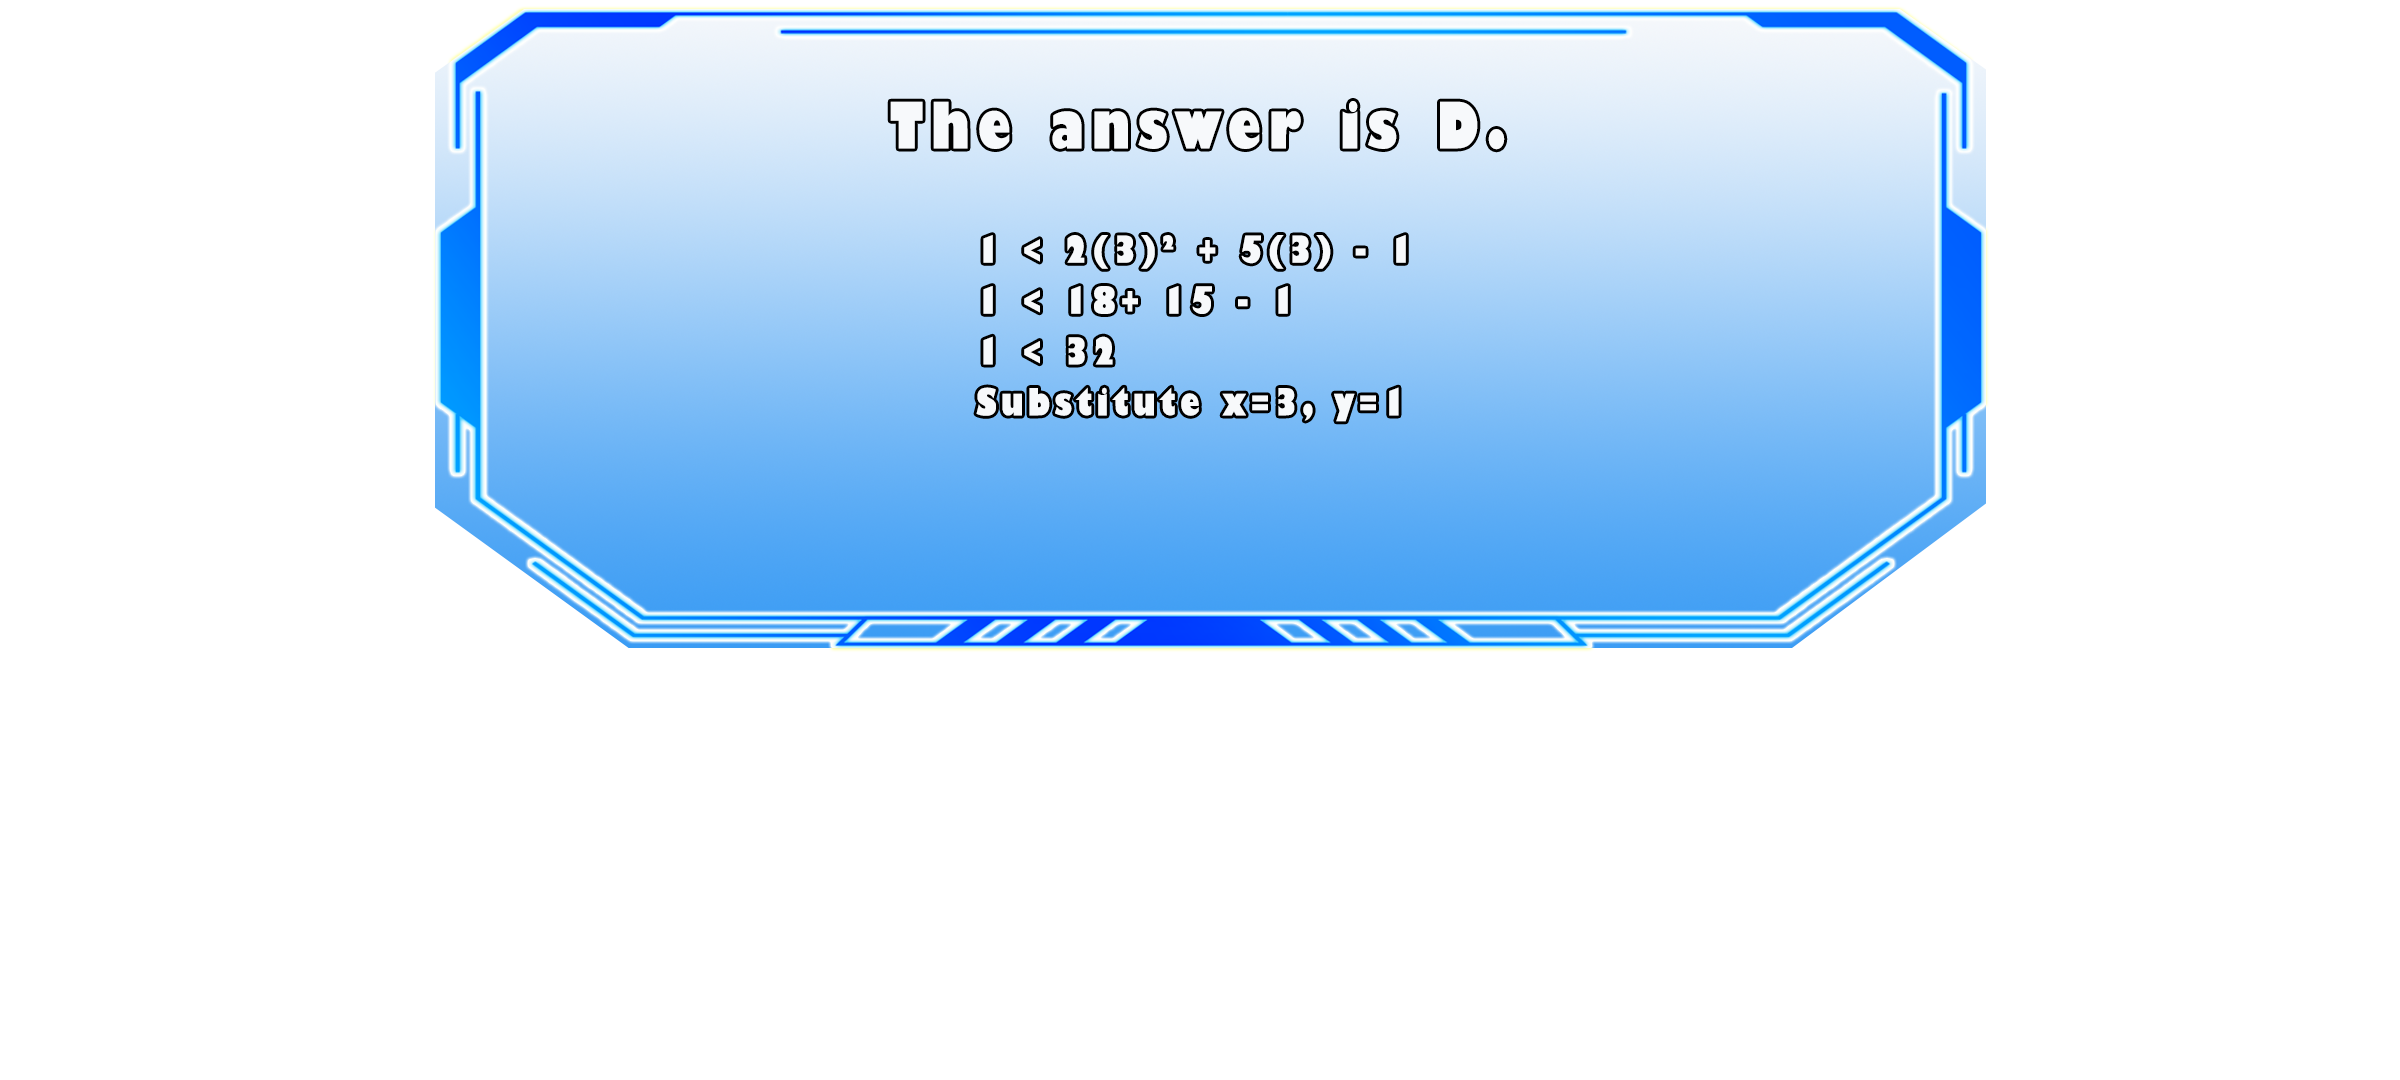 The answer is D.
1 < 2(3)² + 5(3) - 1
1 < 18+ 15 - 1
1 < 32
Substitute x=3, y=1